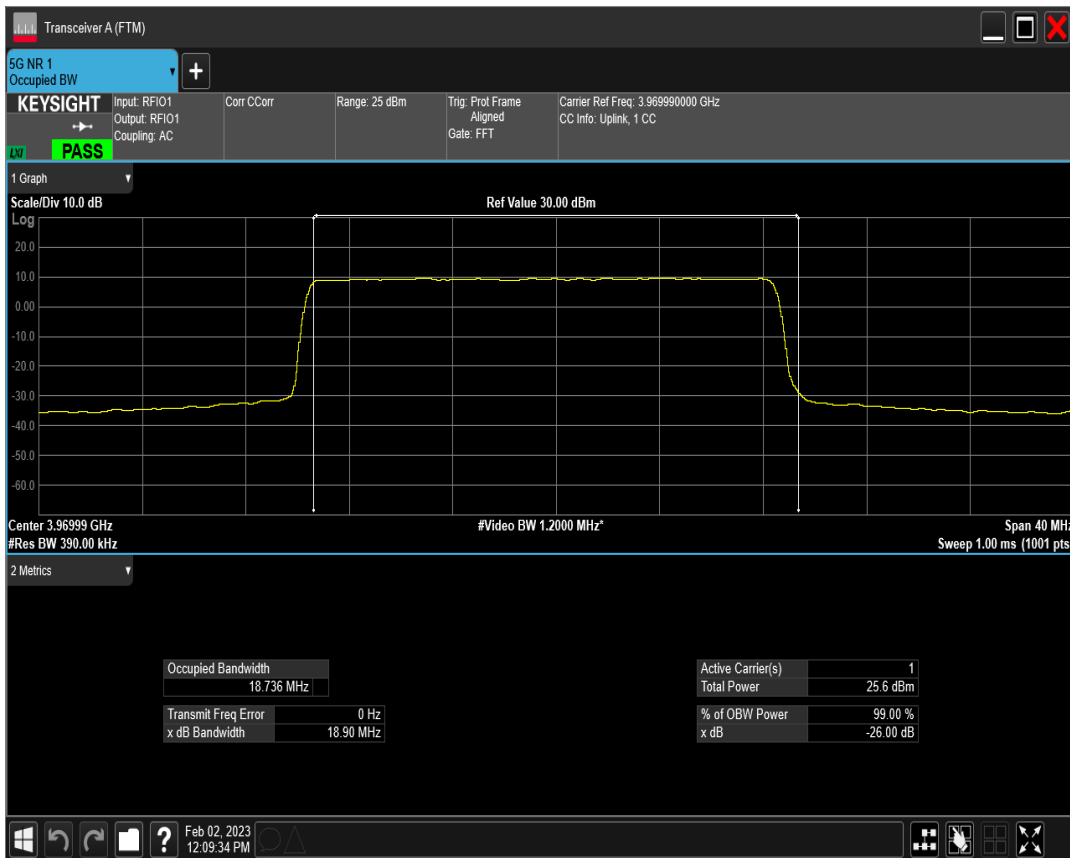 Transceiver A (FTM)
5G NR 1
Occupied BW
+
KEYSIGHT
LXI
PASS
Input: RFIO1
Output: RFIO1
Coupling: AC
Corr CCorr
Range: 25 dBm
Trig: Prot Frame
Aligned
Gate: FFT
Carrier Ref Freq: 3.969990000 GHz
CC Info: Uplink, 1 CC
1 Graph
Scale/Div 10.0 dB
Ref Value 30.00 dBm
Log
20.0
10.0
0.00
-10.0
-20.0
-30.0
-40.0
-50.0
-60.0
Center 3.96999 GHz
#Video BW 1.2000 MHz*
Span 40 MHz
#Res BW 390.00 kHz
Sweep 1.00 ms (1001 pts
2 Metrics
Occupied Bandwidth
18.736 MHz
Transmit Freq Error 0 Hz
x dB Bandwidth 18.90 MHz
Active Carrier(s) 1
Total Power 25.6 dBm
% of OBW Power 99.00 %
x dB -26.00 dB
?
Feb 02, 2023
12:09:34 PM